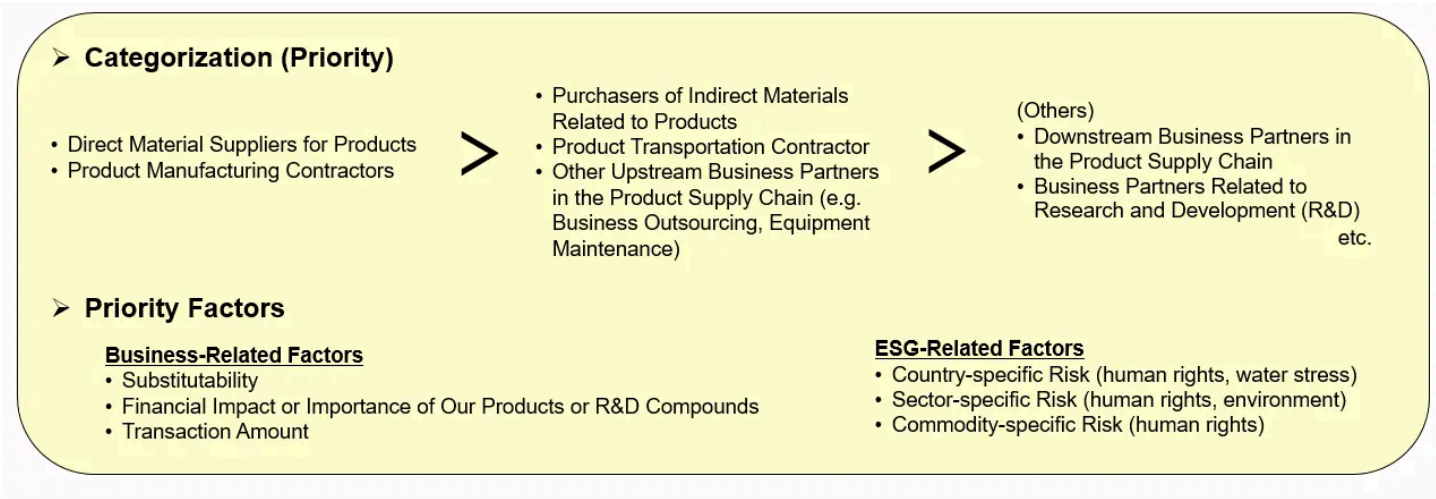 ➢ Categorization (Priority)
• Direct Material Suppliers for Products
• Product Manufacturing Contractors
>
• Purchasers of Indirect Materials
Related to Products
• Product Transportation Contractor
• Other Upstream Business Partners
in the Product Supply Chain (e.g.
Business Outsourcing, Equipment
Maintenance)
>
(Others)
• Downstream Business Partners in
the Product Supply Chain
• Business Partners Related to
Research and Development (R&D)
etc.
➢ Priority Factors
Business-Related Factors
• Substitutability
• Financial Impact or Importance of Our Products or R&D Compounds
• Transaction Amount
ESG-Related Factors
• Country-specific Risk (human rights, water stress)
• Sector-specific Risk (human rights, environment)
• Commodity-specific Risk (human rights)